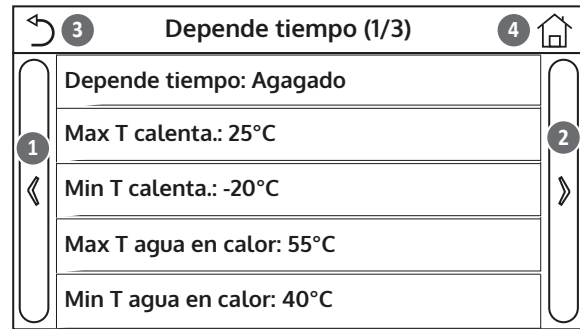 3 Depende tiempo (1/3) 4
Depende tiempo: Agagado
1 Max T calenta.: 25°C 2
Min T calenta.: -20°C
Max T agua en calor: 55°C
Min T agua en calor: 40°C